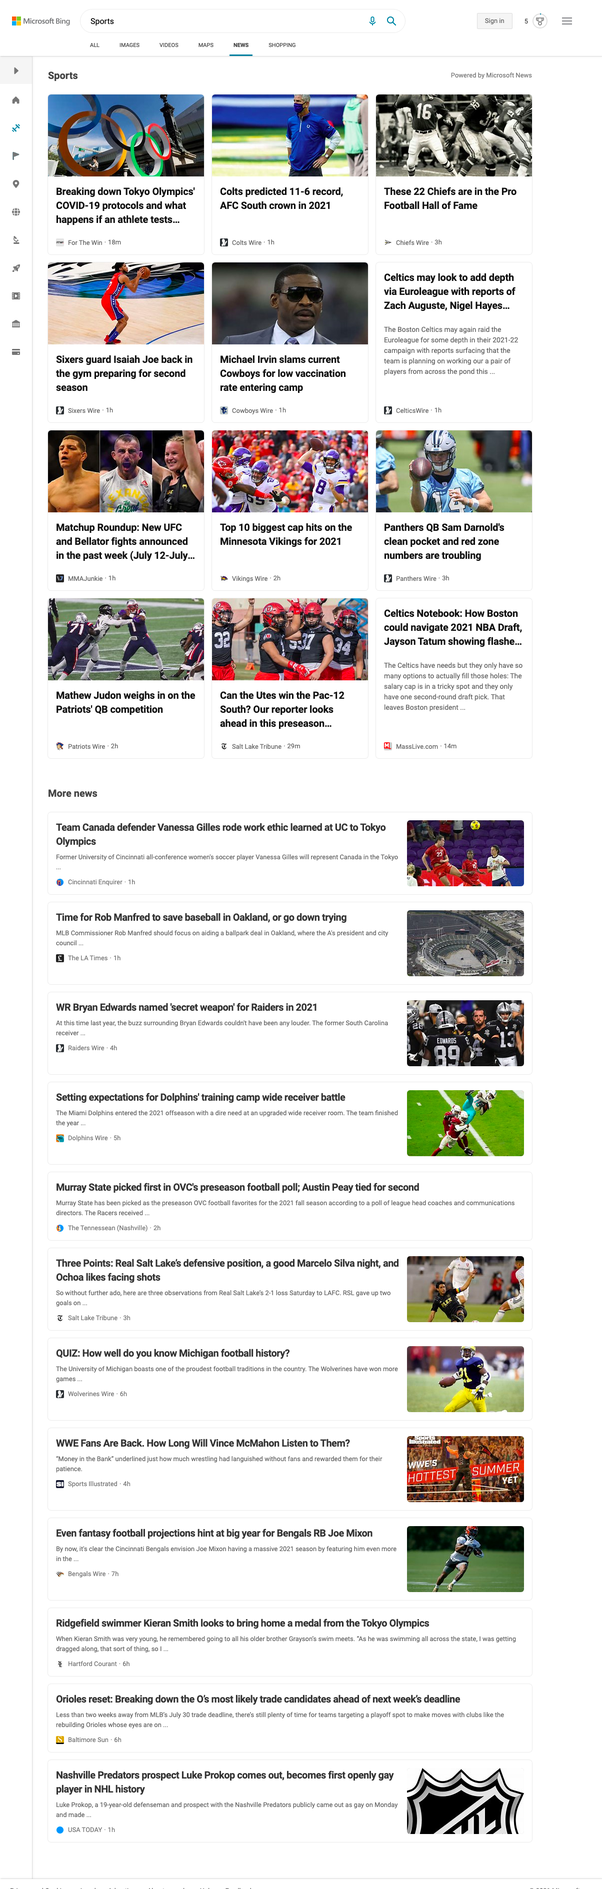 Microsoft Bing
Sports
Sign in
5
ALL
IMAGES
VIDEOS
MAPS
NEWS
SHOPPING
Sports
Powered by Microsoft News
Breaking down Tokyo Olympics'
COVID-19 protocols and what
happens if an athlete tests...
For The Win · 18m
Colts predicted 11-6 record,
AFC South crown in 2021
Colts Wire · 1h
These 22 Chiefs are in the Pro
Football Hall of Fame
Chiefs Wire · 3h
Sixers guard Isaiah Joe back in
the gym preparing for second
season
Sixers Wire · 1h
Michael Irvin slams current
Cowboys for low vaccination
rate entering camp
Cowboys Wire · 1h
Celtics may look to add depth
via Euroleague with reports of
Zach Auguste, Nigel Hayes...
The Boston Celtics may again raid the
Euroleague for some depth in their 2021-22
campaign with reports surfacing that the
team is planning on working our a pair of
players from across the pond this ...
CelticsWire · 1h
Matchup Roundup: New UFC
and Bellator fights announced
in the past week (July 12-July...
MMAJunkie · 1h
Top 10 biggest cap hits on the
Minnesota Vikings for 2021
Vikings Wire · 2h
Panthers QB Sam Darnold's
clean pocket and red zone
numbers are troubling
Panthers Wire · 3h
Mathew Judon weighs in on the
Patriots' QB competition
Patriots Wire · 2h
Can the Utes win the Pac-12
South? Our reporter looks
ahead in this preseason...
Salt Lake Tribune · 29m
Celtics Notebook: How Boston
could navigate 2021 NBA Draft,
Jayson Tatum showing flashe...
The Celtics have needs but they only have so
many options to actually fill those holes: The
salary cap is in a tricky spot and they only
have one second-round draft pick. That
leaves Boston president ...
MassLive.com · 14m
More news
Team Canada defender Vanessa Gilles rode work ethic learned at UC to Tokyo
Olympics
Former University of Cincinnati all-conference women's soccer player Vanessa Gilles will represent Canada in the Tokyo
...
Cincinnati Enquirer · 1h
Time for Rob Manfred to save baseball in Oakland, or go down trying
MLB Commissioner Rob Manfred should focus on aiding a ballpark deal in Oakland, where the A's president and city
council ...
The LA Times · 1h
WR Bryan Edwards named 'secret weapon' for Raiders in 2021
At this time last year, the buzz surrounding Bryan Edwards couldn't have been any louder. The former South Carolina
receiver ...
Raiders Wire · 4h
EDWARDS
89
13
Setting expectations for Dolphins' training camp wide receiver battle
The Miami Dolphins entered the 2021 offseason with a dire need at an upgraded wide receiver room. The team finished
the year ...
Dolphins Wire · 5h
Murray State picked first in OVC's preseason football poll; Austin Peay tied for second
Murray State has been picked as the preseason OVC football favorites for the 2021 fall season according to a poll of league head coaches and communications
directors. The Racers received ...
The Tennessean (Nashville) · 2h
Three Points: Real Salt Lake's defensive position, a good Marcelo Silva night, and
Ochoa likes facing shots
So without further ado, here are three observations from Real Salt Lake's 2-1 loss Saturday to LAFC. RSL gave up two
goals on ...
Salt Lake Tribune · 3h
QUIZ: How well do you know Michigan football history?
The University of Michigan boasts one of the proudest football traditions in the country. The Wolverines have won more
games ...
Wolverines Wire · 6h
WWE Fans Are Back. How Long Will Vince McMahon Listen to Them?
"Money in the Bank" underlined just how much wrestling had languished without fans and rewarded them for their
patience.
Sports Illustrated · 4h
WWE'S
HOTTEST SUMMER
YET
Even fantasy football projections hint at big year for Bengals RB Joe Mixon
By now, it's clear the Cincinnati Bengals envision Joe Mixon having a massive 2021 season by featuring him even more
in the ...
Bengals Wire · 7h
Ridgefield swimmer Kieran Smith looks to bring home a medal from the Tokyo Olympics
When Kieran Smith was very young, he remembered going to all his older brother Grayson's swim meets. "As he was swimming all across the state, I was getting
dragged along, that sort of thing, so I ...
Hartford Courant · 6h
Orioles reset: Breaking down the O's most likely trade candidates ahead of next week's deadline
Less than two weeks away from MLB's July 30 trade deadline, there's still plenty of time for teams targeting a playoff spot to make moves with clubs like the
rebuilding Orioles whose eyes are on ...
Baltimore Sun · 6h
Nashville Predators prospect Luke Prokop comes out, becomes first openly gay
player in NHL history
Luke Prokop, a 19-year-old defenseman and prospect with the Nashville Predators publicly came out as gay on Monday
and made ...
USA TODAY · 1h